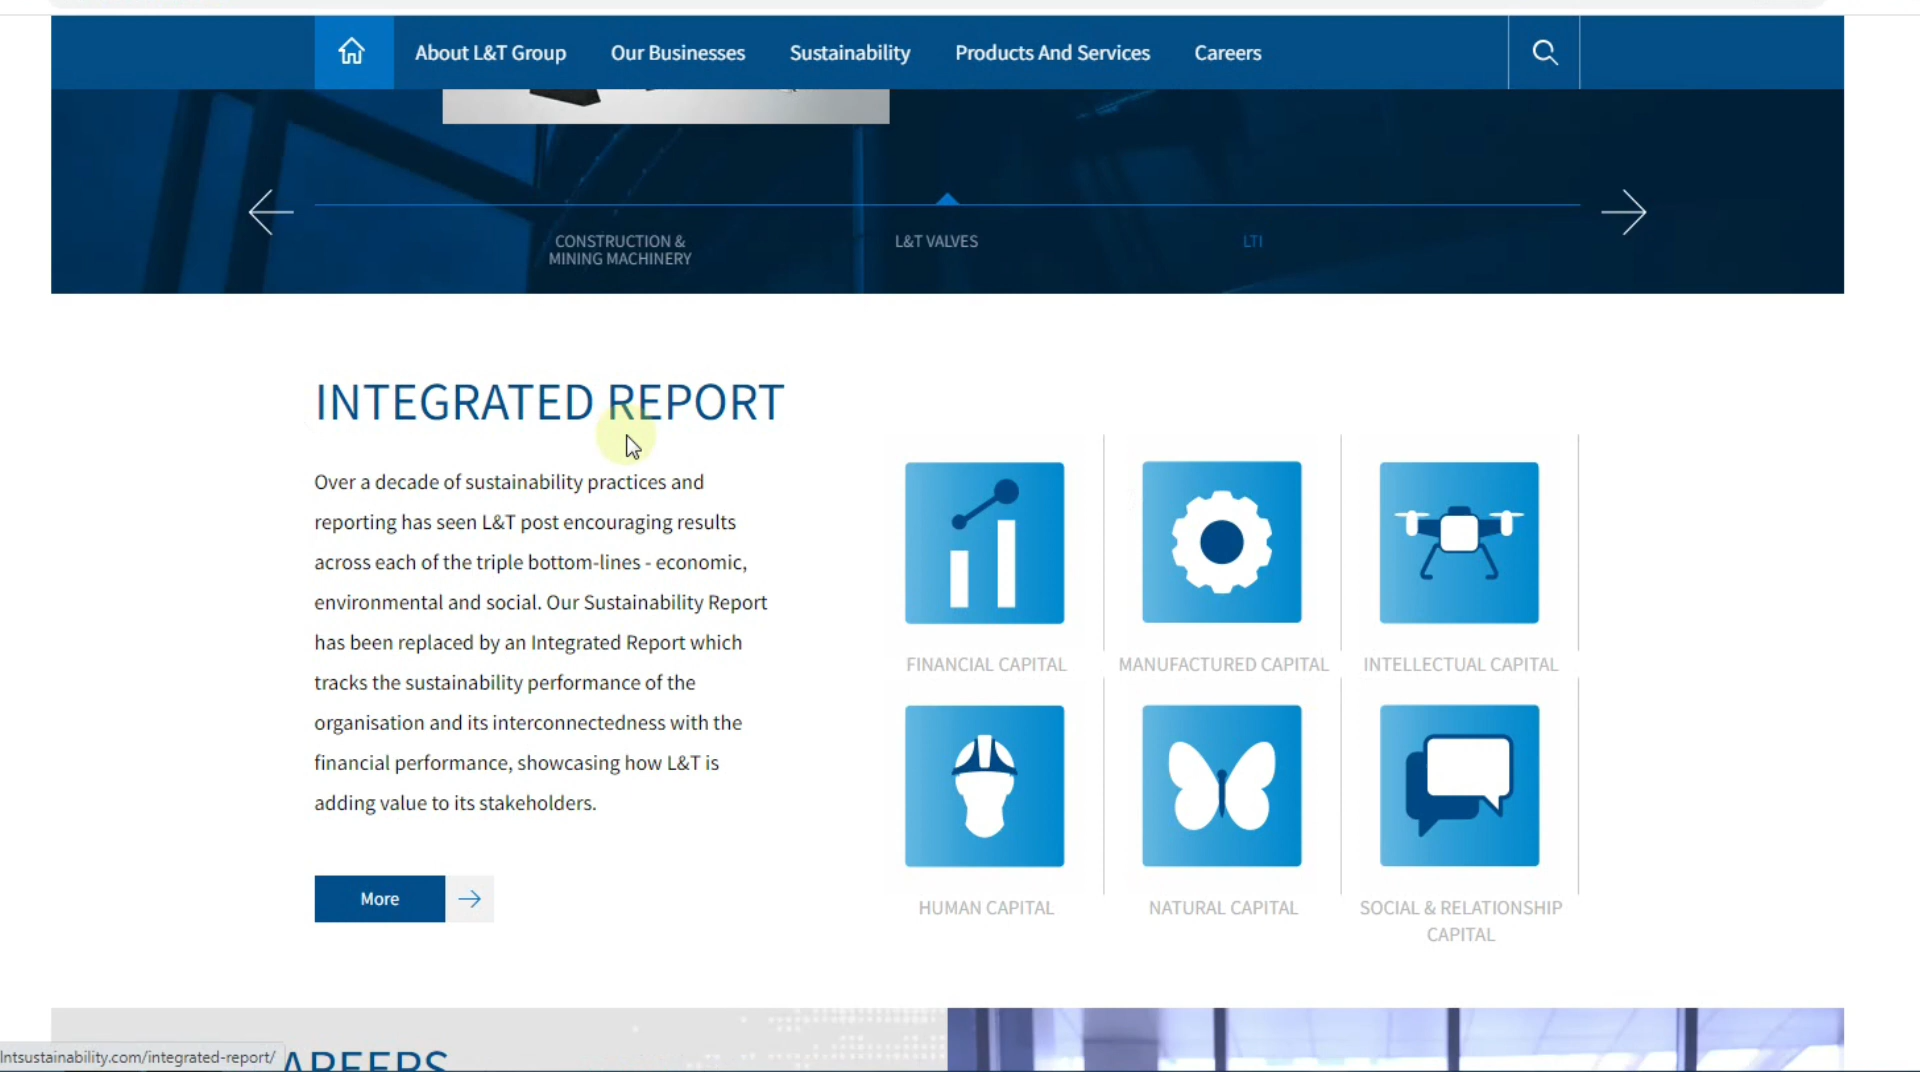 About L&T Group Our Businesses Sustainability Products And Services Careers
CONSTRUCTION &
MINING MACHINERY
L&T VALVES
LTI
INTEGRATED REPORT
Over a decade of sustainability practices and
reporting has seen L&T post encouraging results
across each of the triple bottom-lines - economic,
environmental and social. Our Sustainability Report
has been replaced by an Integrated Report which
tracks the sustainability performance of the
organisation and its interconnectedness with the
financial performance, showcasing how L&T is
adding value to its stakeholders.
More
FINANCIAL CAPITAL
MANUFACTURED CAPITAL
INTELLECTUAL CAPITAL
HUMAN CAPITAL
NATURAL CAPITAL
SOCIAL & RELATIONSHIP
CAPITAL
lntsustainability.com/integrated-report/
AREERS